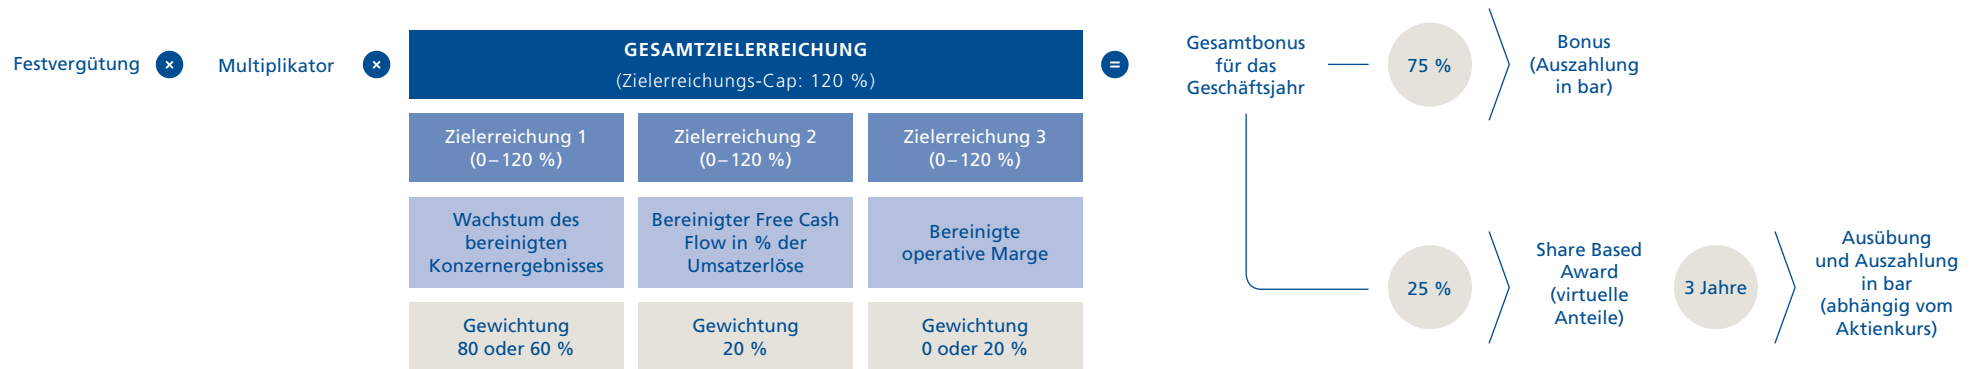 Festvergütung
×
Multiplikator
×
GESAMTZIELERREICHUNG
(Zielerreichungs-Cap: 120 %)
Zielerreichung 1
(0–120 %)
Zielerreichung 2
(0–120 %)
Zielerreichung 3
(0–120 %)
Wachstum des
bereinigten
Konzernergebnisses
Bereinigter Free Cash
Flow in % der
Umsatzerlöse
Bereinigte
operative Marge
Gewichtung
80 oder 60 %
Gewichtung
20 %
Gewichtung
0 oder 20 %
=
Gesamtbonus
für das
Geschäftsjahr
75 %
Bonus
(Auszahlung
in bar)
25 %
Share Based
Award
(virtuelle
Anteile)
3 Jahre
Ausübung
und Auszahlung
in bar
(abhängig vom
Aktienkurs)